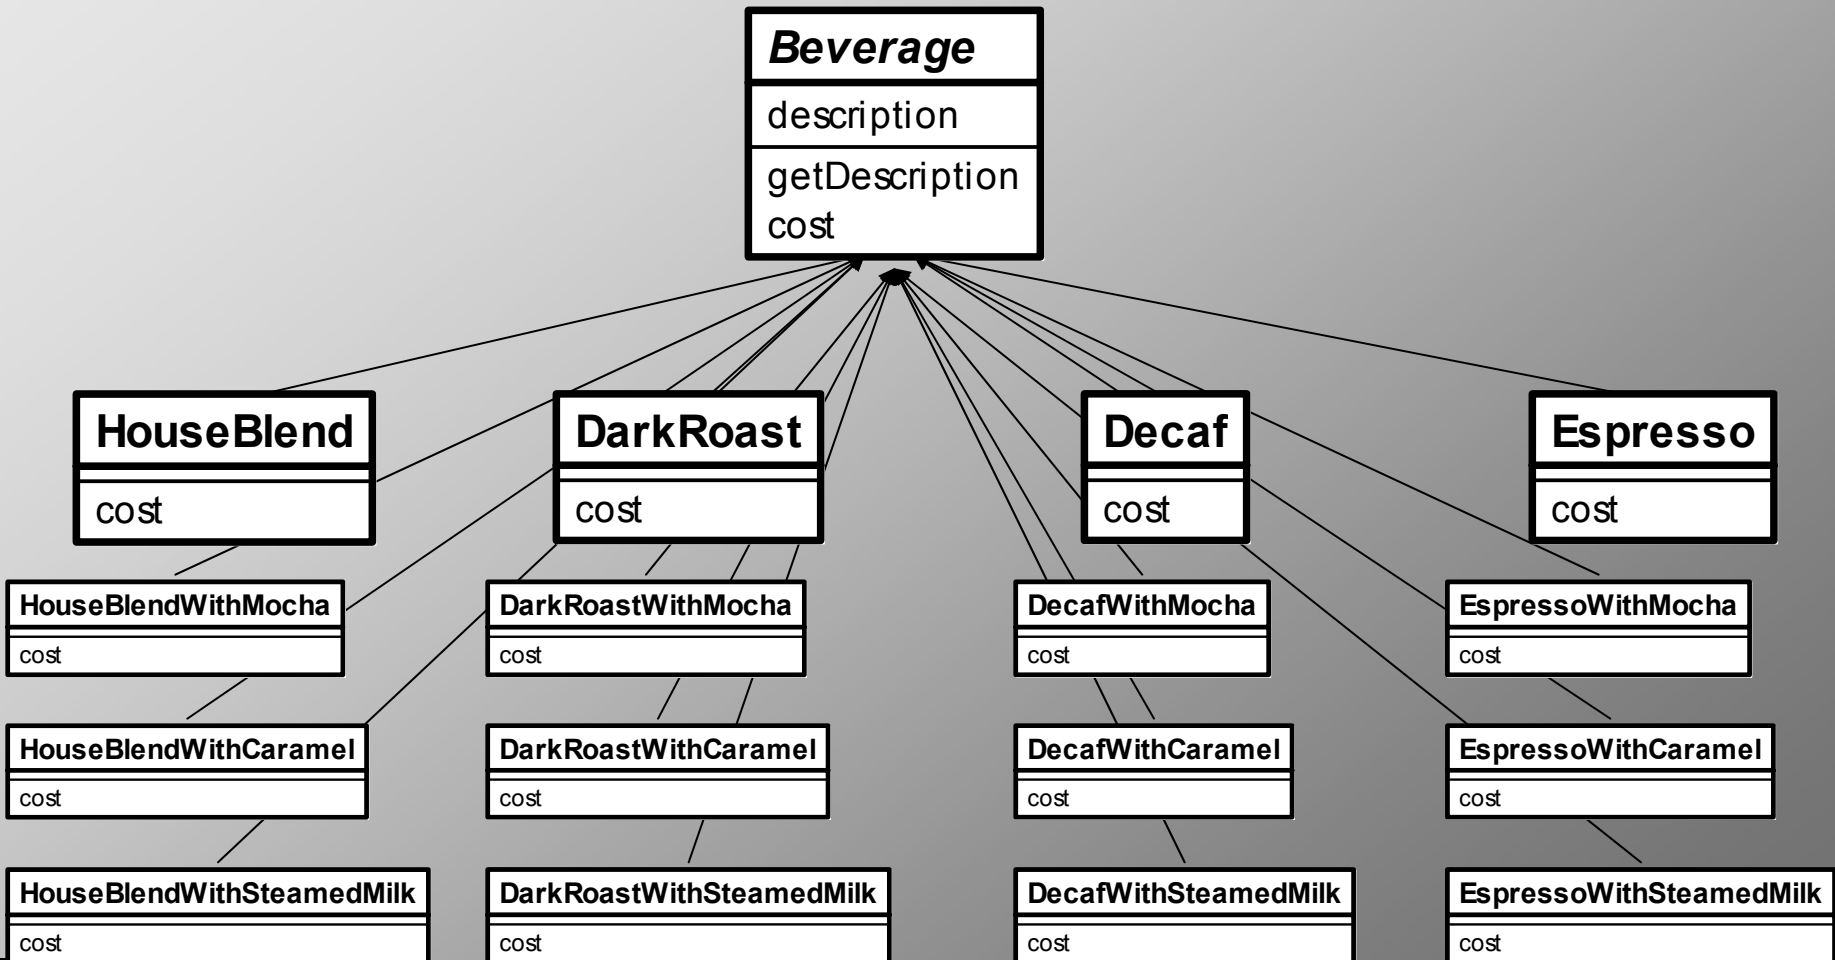 Beverage
description
getDescription
cost
HouseBlend
cost
DarkRoast
cost
Decaf
cost
Espresso
cost
HouseBlendWithMocha
cost
DarkRoastWithMocha
cost
DecafWithMocha
cost
EspressoWithMocha
cost
HouseBlendWithCaramel
cost
DarkRoastWithCaramel
cost
DecafWithCaramel
cost
EspressoWithCaramel
cost
HouseBlendWithSteamedMilk
cost
DarkRoastWithSteamedMilk
cost
DecafWithSteamedMilk
cost
EspressoWithSteamedMilk
cost